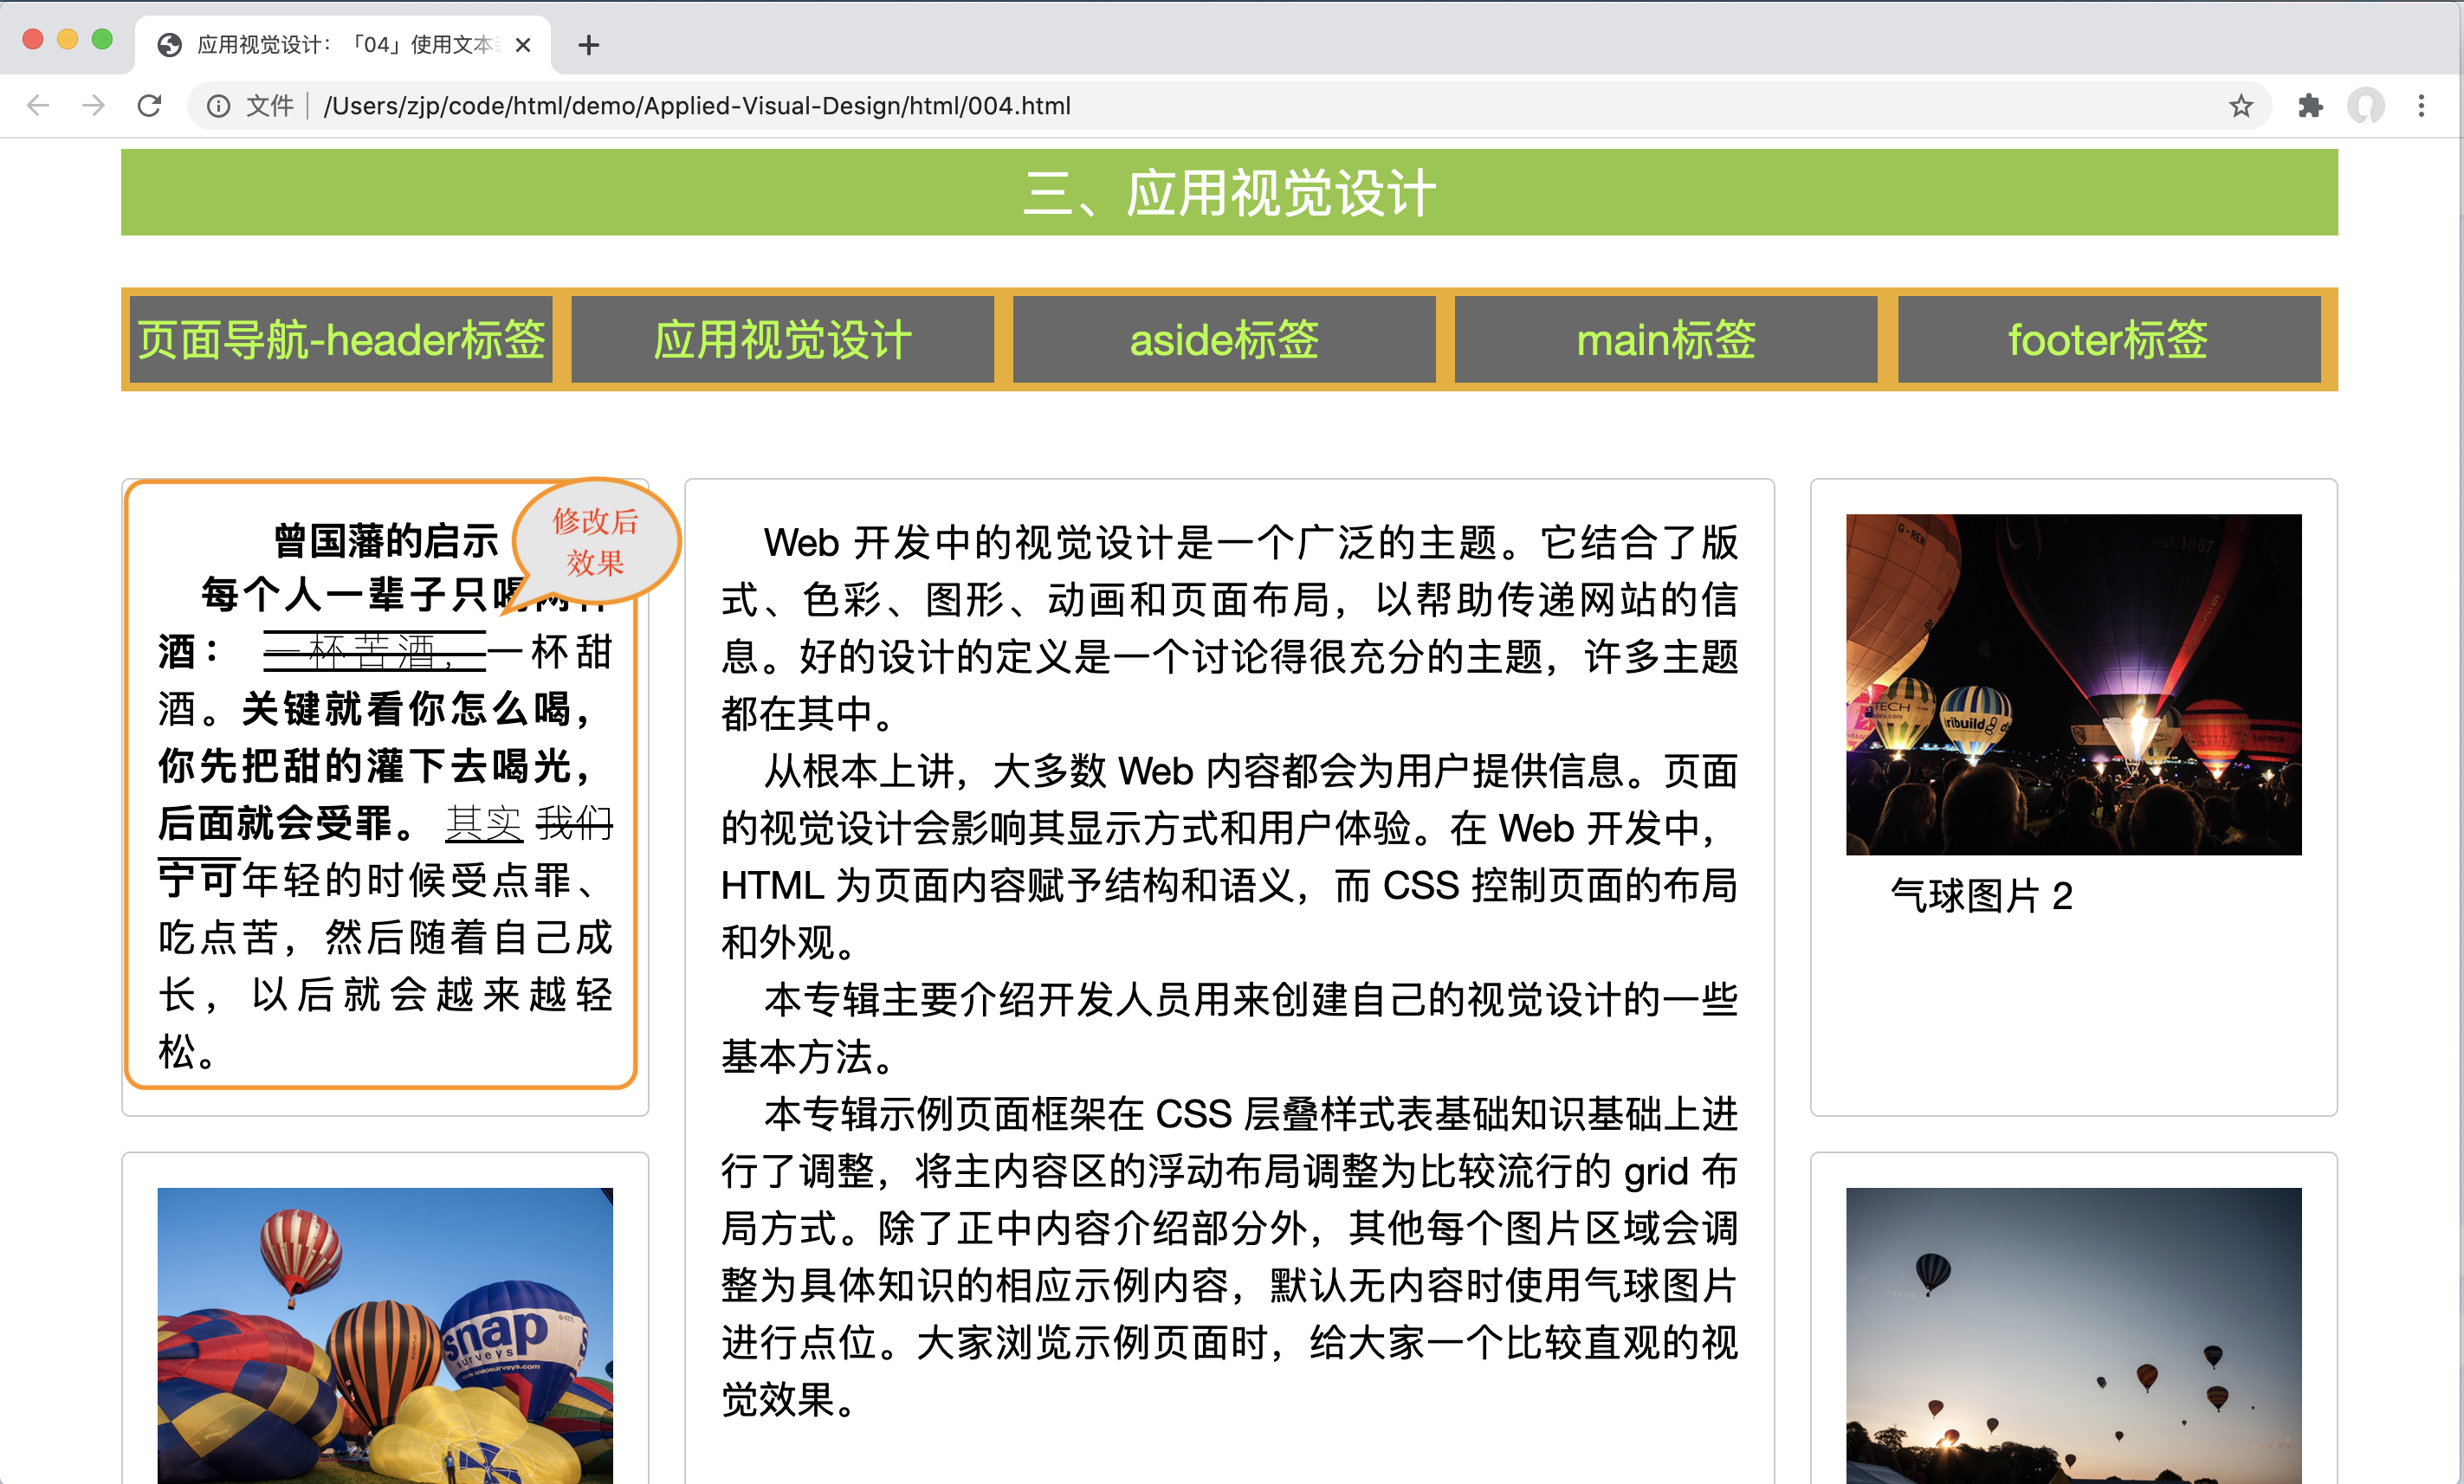 应用视觉设计：「04」使用文本
文件 /Users/zjp/code/html/demo/Applied-Visual-Design/html/004.html
三、应用视觉设计
页面导航-header标签
应用视觉设计
aside标签
main标签
footer标签
曾国藩的启示
每个人一辈子只喝两杯
酒：一杯苦酒，一杯甜
酒。关键就看你怎么喝，
你先把甜的灌下去喝光，
后面就会受罪。其实 我们
宁可年轻的时候受点罪、
吃点苦，然后随着自己成
长，以后就会越来越轻
松。
修改后
效果
Web 开发中的视觉设计是一个广泛的主题。它结合了版
式、色彩、图形、动画和页面布局，以帮助传递网站的信
息。好的设计的定义是一个讨论得很充分的主题，许多主题
都在其中。
从根本上讲，大多数 Web 内容都会为用户提供信息。页面
的视觉设计会影响其显示方式和用户体验。在 Web 开发中，
HTML 为页面内容赋予结构和语义，而 CSS 控制页面的布局
和外观。
本专辑主要介绍开发人员用来创建自己的视觉设计的一些
基本方法。
本专辑示例页面框架在 CSS 层叠样式表基础知识基础上进
行了调整，将主内容区的浮动布局调整为比较流行的 grid 布
局方式。除了正中内容介绍部分外，其他每个图片区域会调
整为具体知识的相应示例内容，默认无内容时使用气球图片
进行点位。大家浏览示例页面时，给大家一个比较直观的视
觉效果。
G-REN
est.1867
TECH
ribuild
气球图片 2
snap
surveys
www.snapsurveys.com